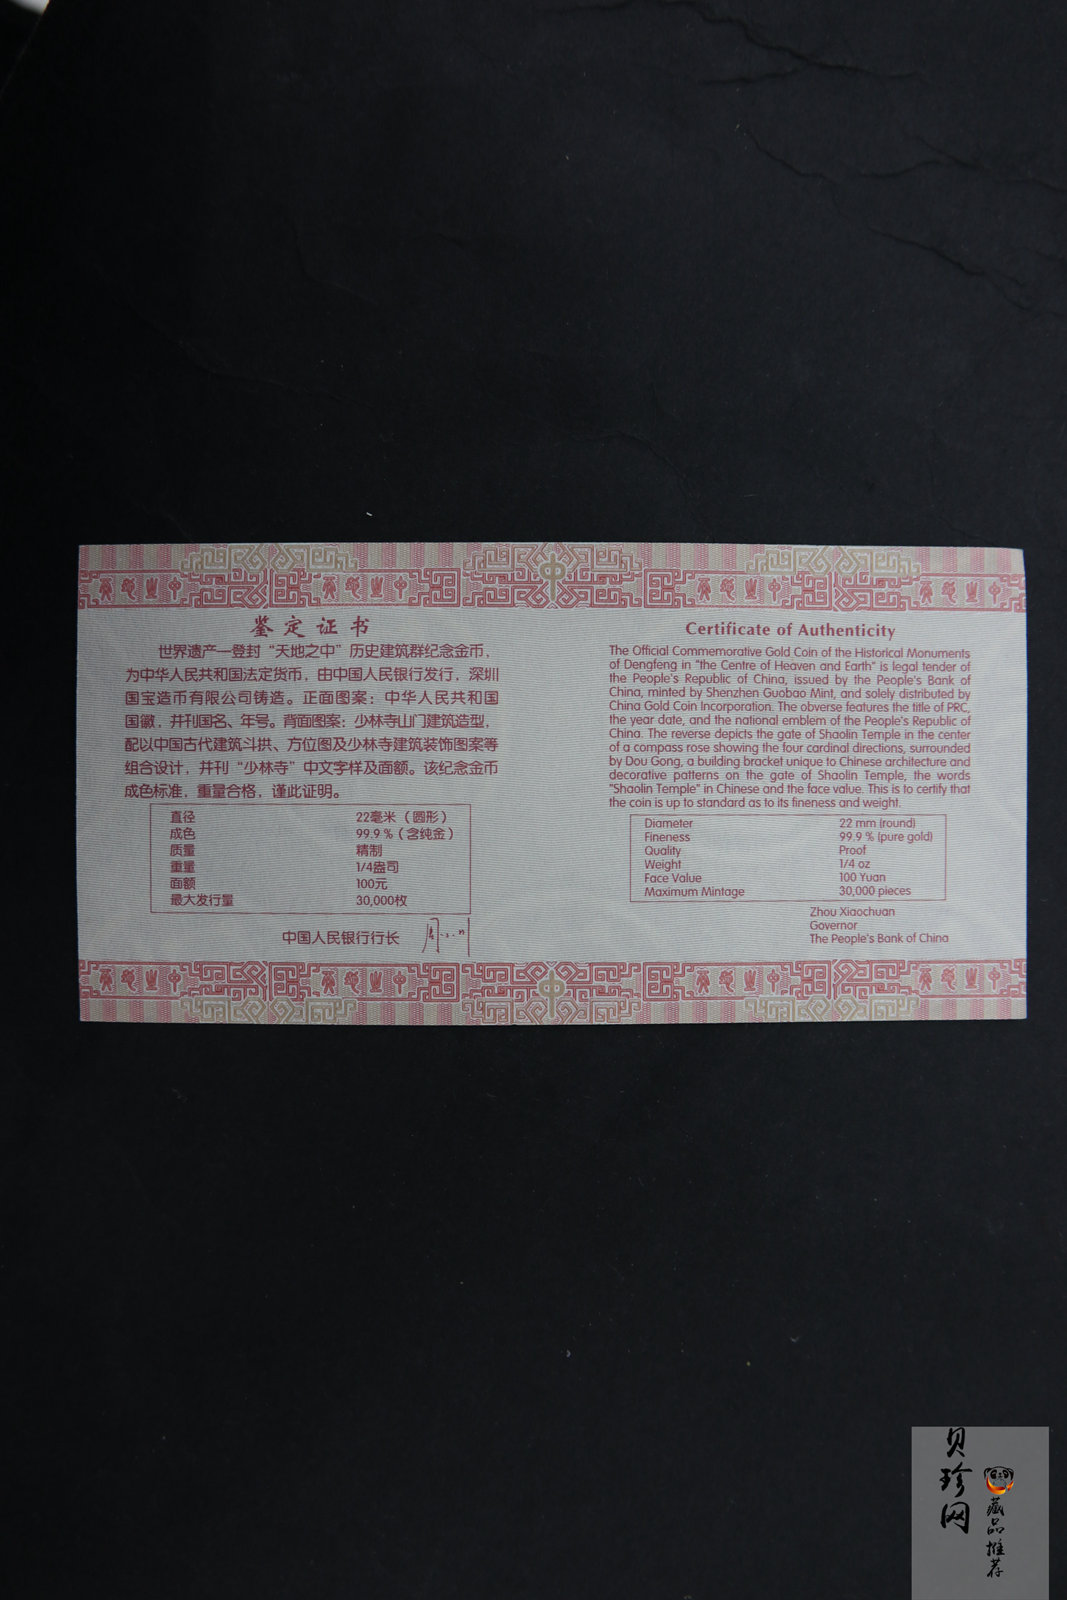 鉴定证书
世界遗产—登封“天地之中”历史建筑群纪念金币，
为中华人民共和国法定货币，由中国人民银行发行，深圳
国宝造币有限公司铸造。正面图案：中华人民共和国
国徽，并刊国名、年号。背面图案：少林寺山门建筑造型，
配以中国古代建筑斗拱、方位图及少林寺建筑装饰图案等
组合设计，并刊“少林寺”中文字样及面额。该纪念金币
成色标准，重量合格，谨此证明。
直径 22毫米（圆形）
成色 99.9％（含纯金）
质量 精制
重量 1/4盎司
面额 100元
最大发行量 30,000枚
中国人民银行行长
Certificate of Authenticity
The Official Commemorative Gold Coin of the Historical Monuments
of Dengfeng in "the Centre of Heaven and Earth" is legal tender of
the People's Republic of China, issued by the People's Bank of
China, minted by Shenzhen Guobao Mint, and solely distributed by
China Gold Coin Incorporation. The obverse features the title of PRC,
the year date, and the national emblem of the People's Republic of
China. The reverse depicts the gate of Shaolin Temple in the center
of a compass rose showing the four cardinal directions, surrounded
by Dou Gong, a building bracket unique to Chinese architecture and
decorative patterns on the gate of Shaolin Temple, the words
"Shaolin Temple" in Chinese and the face value. This is to certify that
the coin is up to standard as to its fineness and weight.
Diameter 22 mm (round)
Fineness 99.9 % (pure gold)
Quality Proof
Weight 1/4 oz
Face Value 100 Yuan
Maximum Mintage 30,000 pieces
Zhou Xiaochuan
Governor
The People's Bank of China
贝珍网
藏品推荐